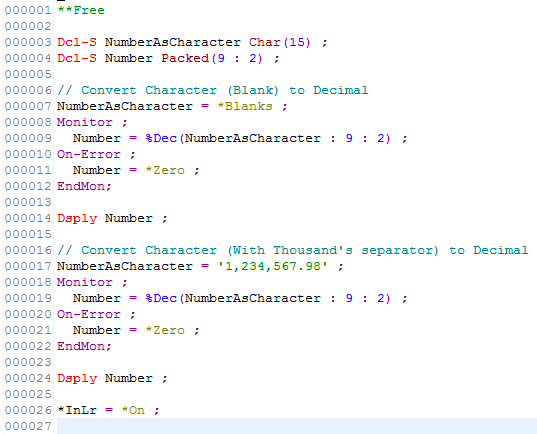 000001 **Free
000002
000003 Dcl-S NumberAsCharacter Char(15) ;
000004 Dcl-S Number Packed(9 : 2) ;
000005
000006 // Convert Character (Blank) to Decimal
000007 NumberAsCharacter = *Blanks ;
000008 Monitor ;
000009   Number = %Dec(NumberAsCharacter : 9 : 2) ;
000010 On-Error ;
000011   Number = *Zero ;
000012 EndMon;
000013
000014 Dsply Number ;
000015
000016 // Convert Character (With Thousand's separator) to Decimal
000017 NumberAsCharacter = '1,234,567.98' ;
000018 Monitor ;
000019   Number = %Dec(NumberAsCharacter : 9 : 2) ;
000020 On-Error ;
000021   Number = *Zero ;
000022 EndMon;
000023
000024 Dsply Number ;
000025
000026 *InLr = *On ;
000027